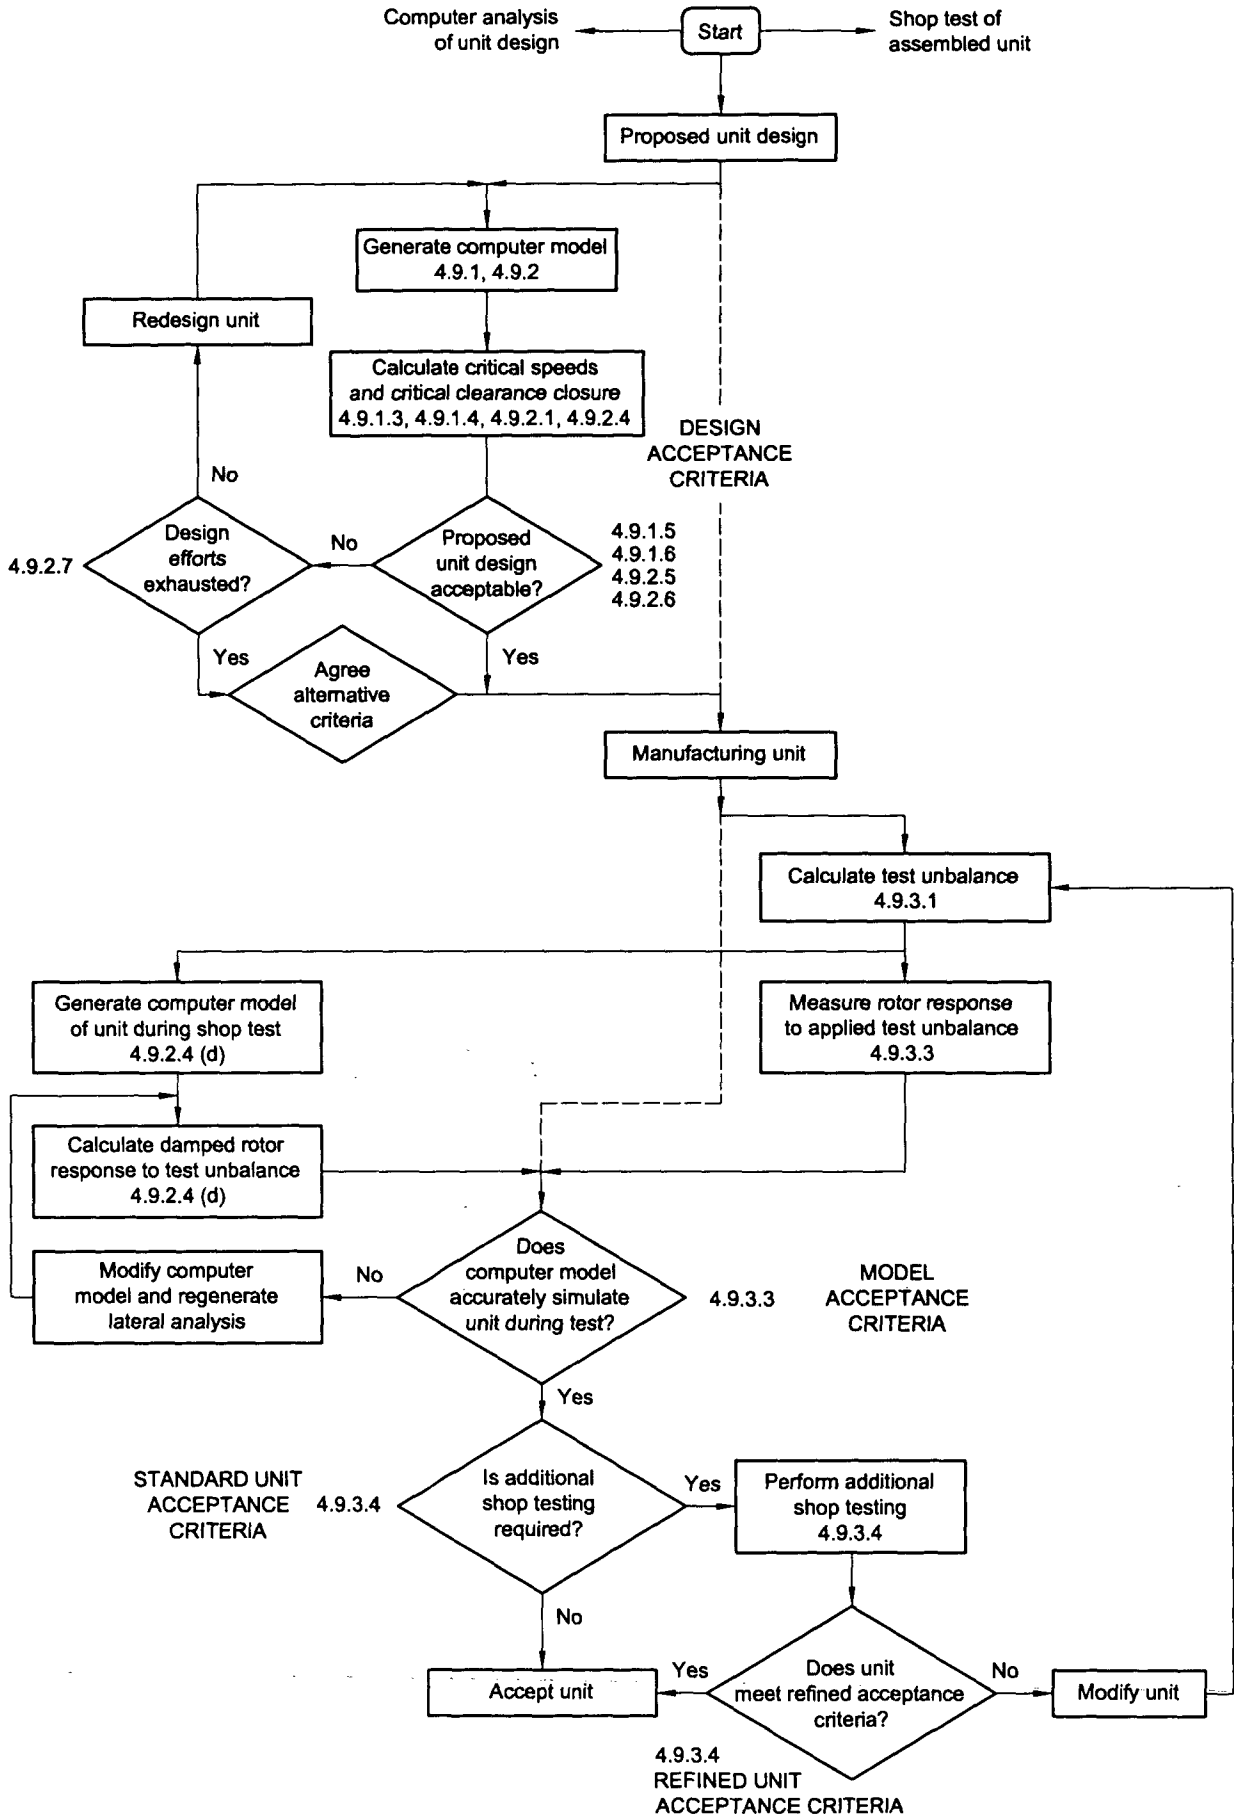 Computer analysis
of unit design
Start
Shop test of
assembled unit
Proposed unit design
Generate computer model
4.9.1, 4.9.2
Redesign unit
Calculate critical speeds
and critical clearance closure
4.9.1.3, 4.9.1.4, 4.9.2.1, 4.9.2.4
DESIGN
ACCEPTANCE
CRITERIA
No
4.9.2.7
Design
efforts
exhausted?
No
Proposed
unit design
acceptable?
4.9.1.5
4.9.1.6
4.9.2.5
4.9.2.6
Yes
Agree
alternative
criteria
Yes
Manufacturing unit
Calculate test unbalance
4.9.3.1
Generate computer model
of unit during shop test
4.9.2.4 (d)
Measure rotor response
to applied test unbalance
4.9.3.3
Calculate damped rotor
response to test unbalance
4.9.2.4 (d)
Modify computer
model and regenerate
lateral analysis
No
Does
computer model
accurately simulate
unit during test?
4.9.3.3
MODEL
ACCEPTANCE
CRITERIA
Yes
STANDARD UNIT
ACCEPTANCE
CRITERIA
4.9.3.4
Is additional
shop testing
required?
Yes
Perform additional
shop testing
4.9.3.4
No
Accept unit
Yes
Does unit
meet refined acceptance
criteria?
No
Modify unit
4.9.3.4
REFINED UNIT
ACCEPTANCE CRITERIA